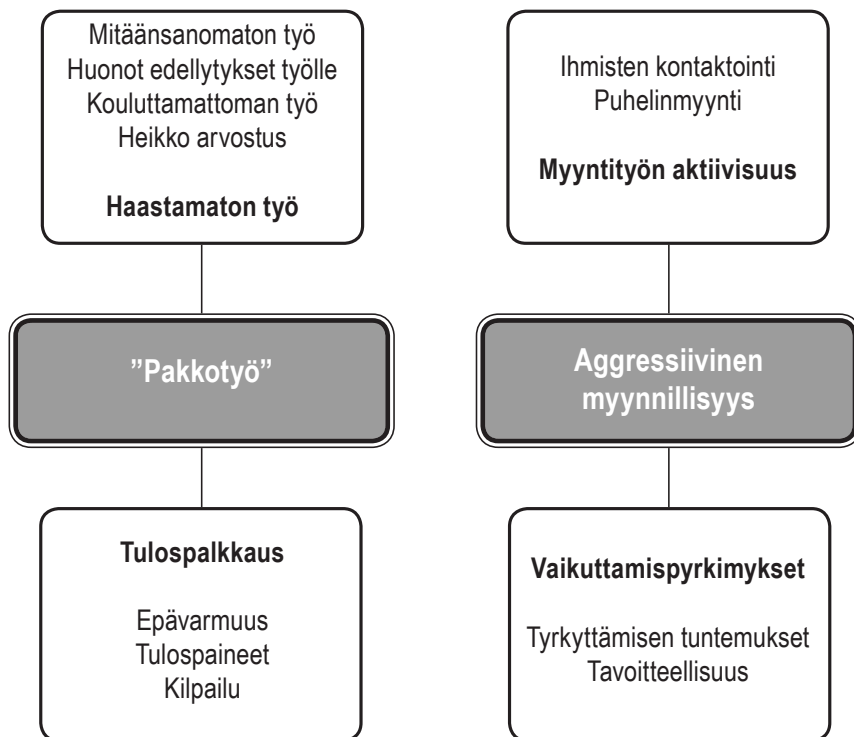 Mitäänsanomaton työ
Huonot edellytykset työlle
Kouluttamattoman työ
Heikko arvostus
Haastamaton työ
”Pakkotyö”
Tulospalkkaus
Epävarmuus
Tulospaineet
Kilpailu
Ihmisten kontaktointi
Puhelinmyynti
Myyntityön aktiivisuus
Aggressiivinen
myynnillisyys
Vaikuttamispyrkimykset
Tyrkyttämisen tuntemukset
Tavoitteellisuus